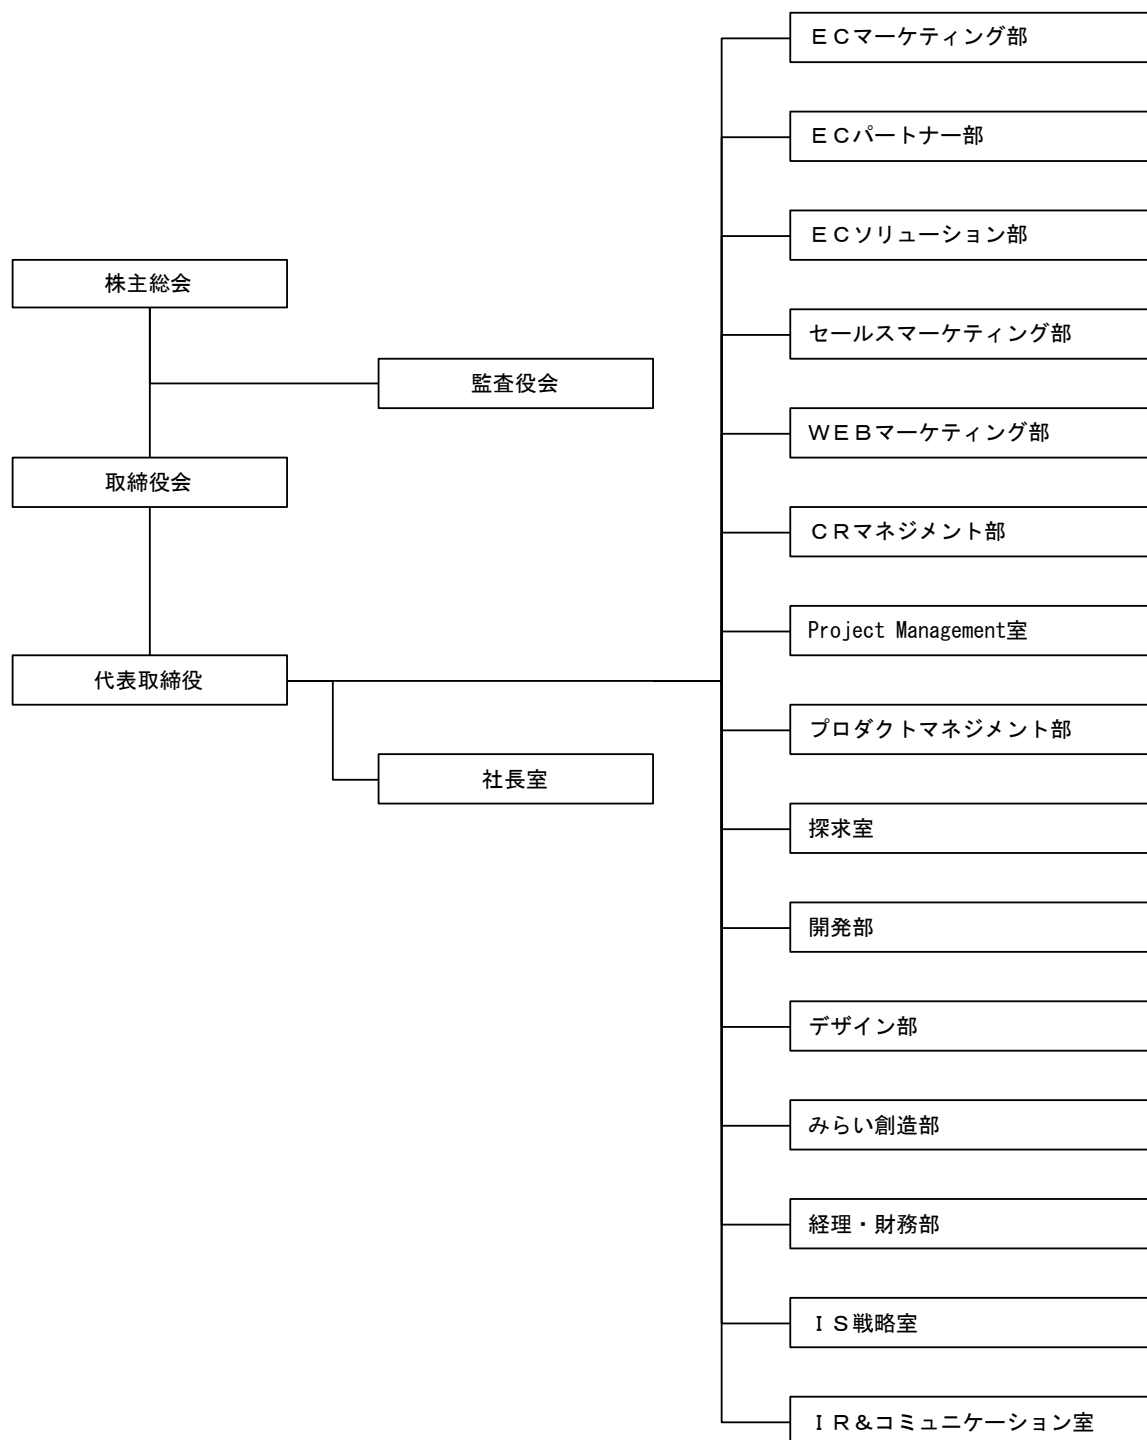 株主総会
監査役会
取締役会
代表取締役
社長室
ＥＣマーケティング部
ＥＣパートナー部
ＥＣソリューション部
セールスマーケティング部
ＷＥＢマーケティング部
ＣＲマネジメント部
Project Management室
プロダクトマネジメント部
探求室
開発部
デザイン部
みらい創造部
経理・財務部
ＩＳ戦略室
ＩＲ＆コミュニケーション室